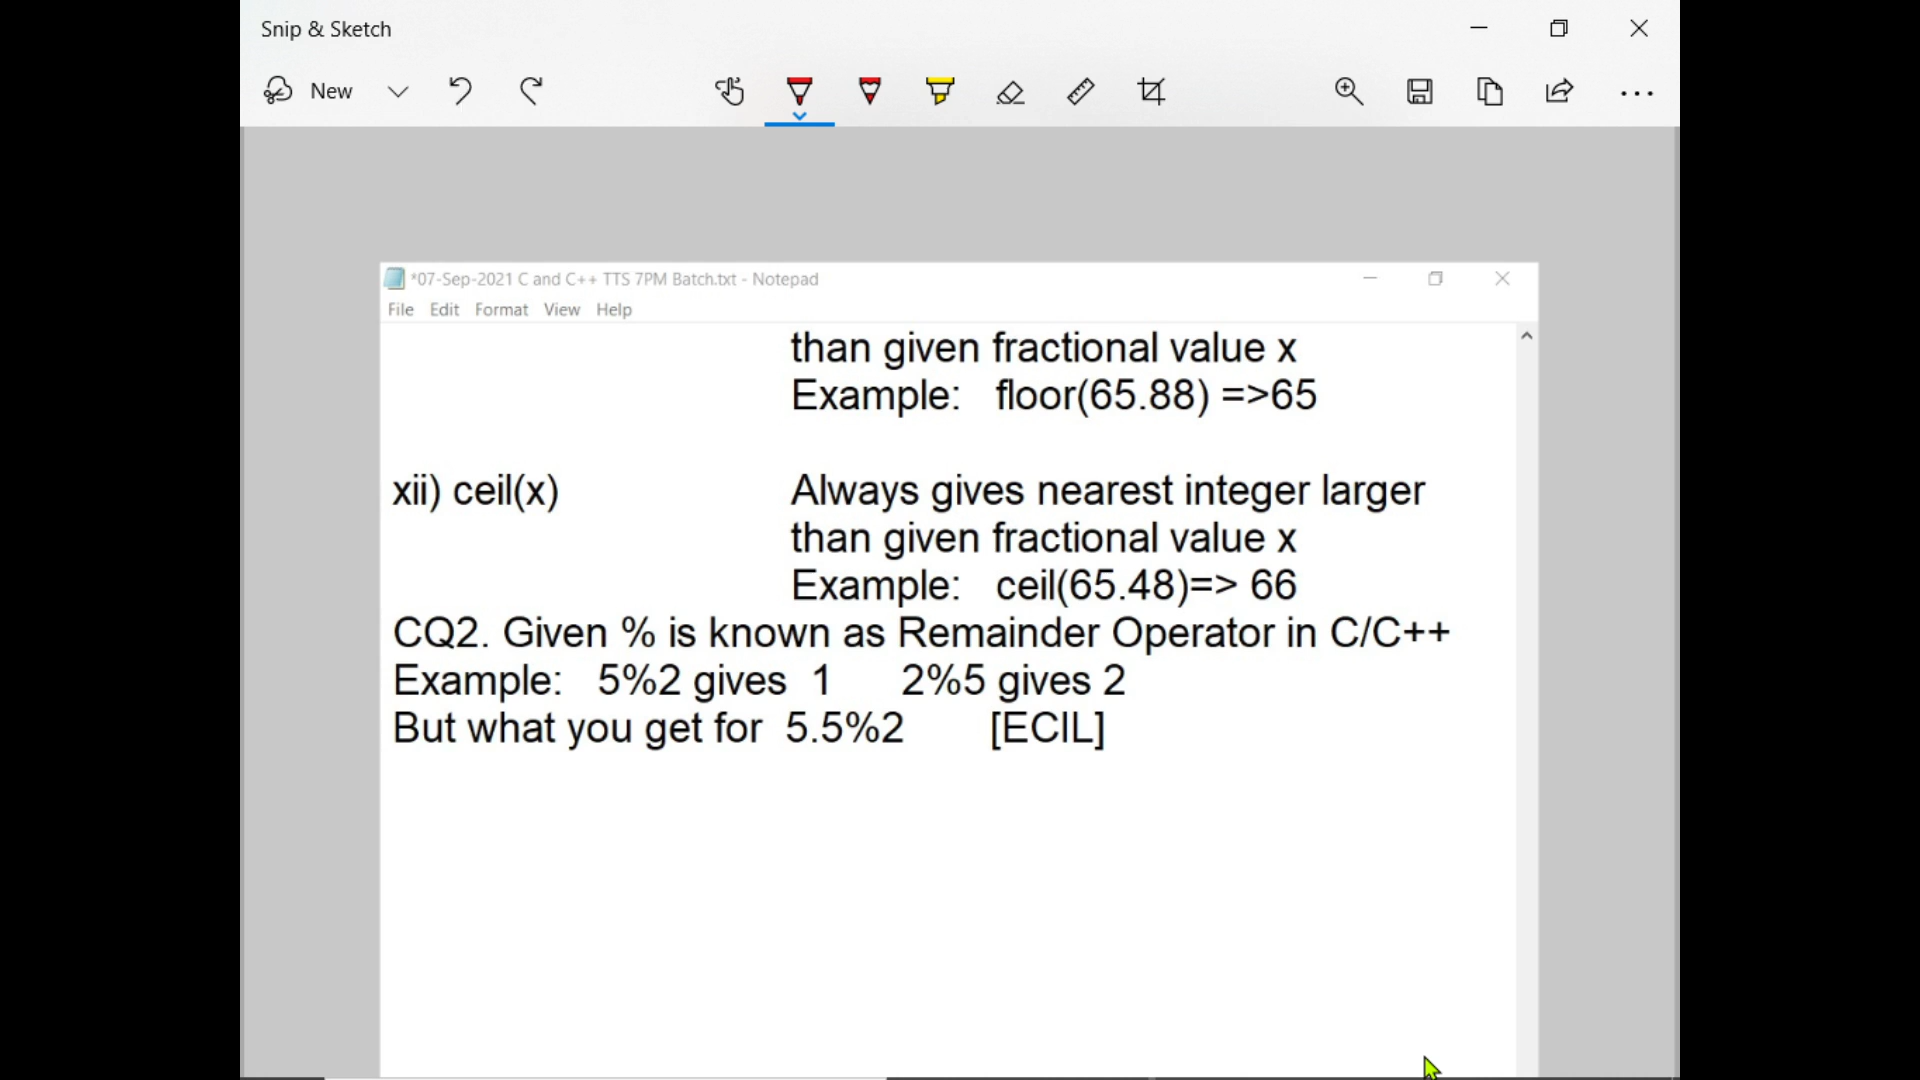 Snip & Sketch
New
*07-Sep-2021 C and C++ TTS 7PM Batch.txt - Notepad
File Edit Format View Help
than given fractional value x
Example: floor(65.88) =>65
xii) ceil(x) Always gives nearest integer larger
than given fractional value x
Example: ceil(65.48)=> 66
CQ2. Given % is known as Remainder Operator in C/C++
Example: 5%2 gives 1 2%5 gives 2
But what you get for 5.5%2 [ECIL]